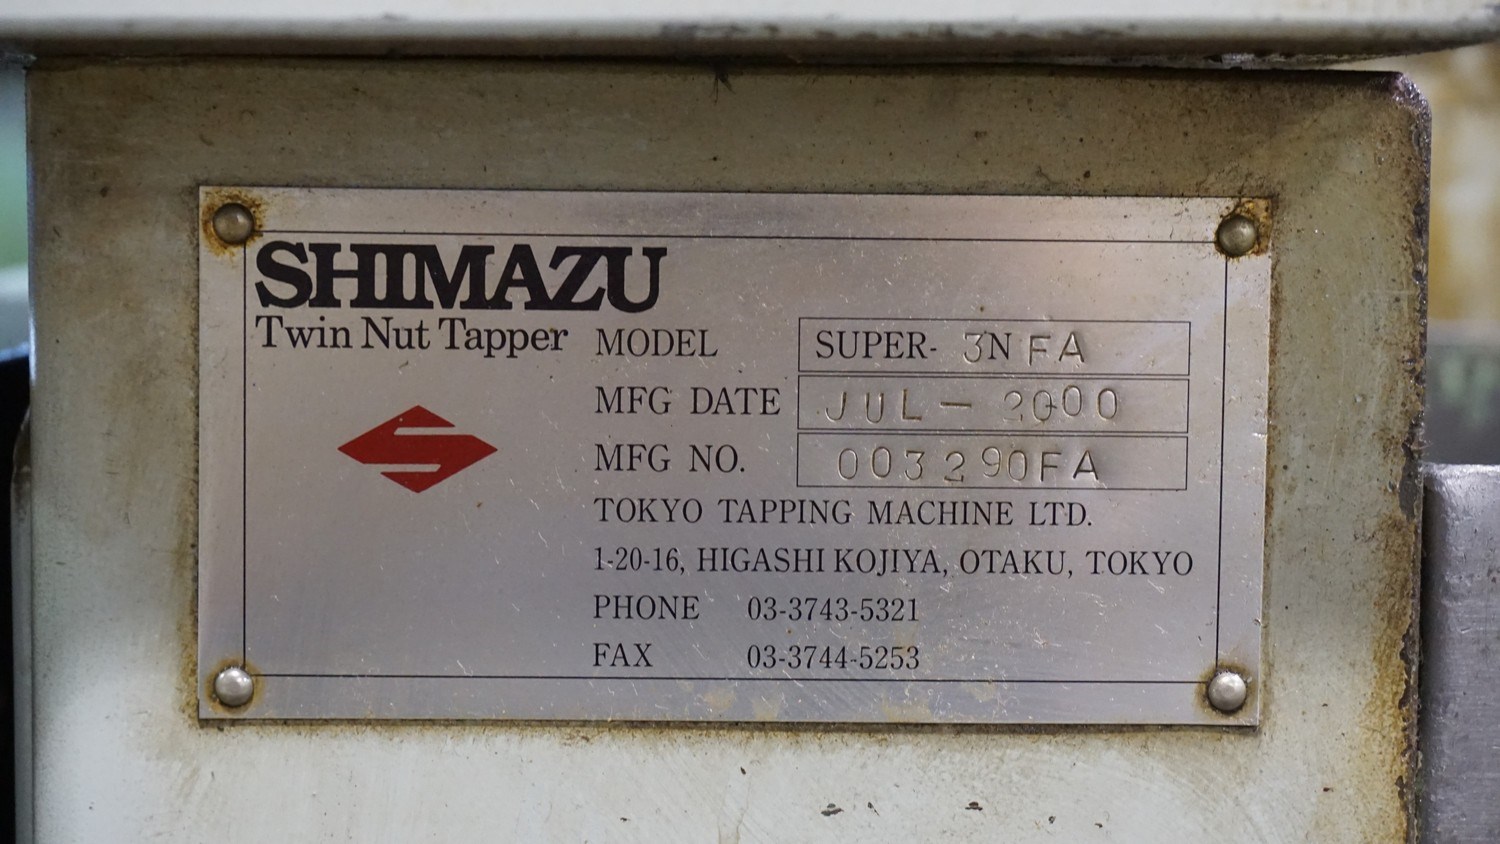 SHIMAZU
Twin Nut Tapper
MODEL SUPER- 3N FA
MFG DATE JUL - 2000
MFG NO. 003290FA
TOKYO TAPPING MACHINE LTD.
1-20-16, HIGASHI KOJIYA, OTAKU, TOKYO
PHONE 03-3743-5321
FAX 03-3744-5253